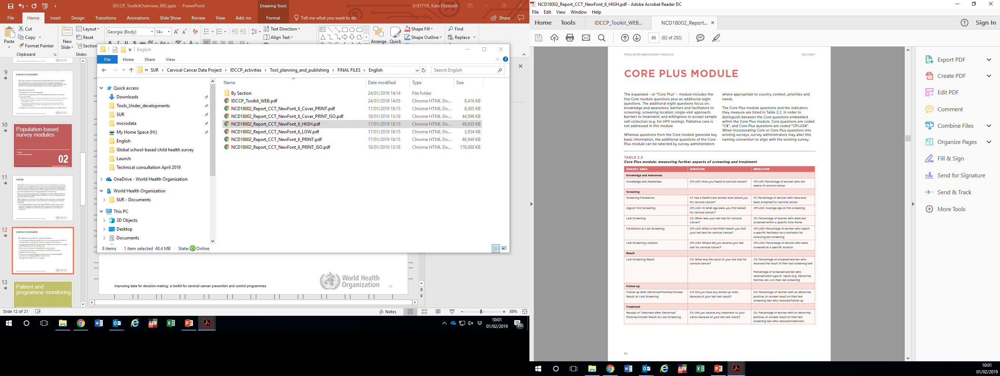 IDCCP_ToolkitOverview_002.pptx - PowerPoint
Drawing Tools
SHEFFER, Kate Elizabeth
File Home Insert Design Transitions Animations Slide Show Review View Add-ins Format Tell me what you want to do Share
Paste
Cut
Copy
Format Painter
Clipboard
New Slide
Layout
Reset
Section
Slides
Georgia (Body) 14+
Text Direction
Align Text
Arrange
Quick
Shape Fill
Shape Outline
Find
Replace
9
OVERVIEW OF COMPONENTS
10
Population-based
survey modules
02
11
PURPOSE
12
OVERVIEW OF COMPONENTS
13
Patient and
programme monitoring
English
File Home Share View
« SUR > Cervical Cancer Data Project > IDCCP_activities > Tool_planning_and_publishing > FINAL FILES > English
Search English
Quick access
Downloads
Tools_Under_developments
SUR
microdata
My Home Space (H:)
English
Global school-based child health survey
Launch
Technical consultation April 2019
OneDrive - World Health Organization
World Health Organization
SUR - Documents
This PC
3D Objects
Desktop
Documents
Name Date modified Type Size
By Section 24/01/2019 14:14 File folder
IDCCP_Toolkit_WEB.pdf 24/01/2019 14:03 Chrome HTML Do... 8,416 KB
NCD18002_Report_CCT_NewFont_6_Cover_PRINT.pdf 17/01/2019 18:15 Chrome HTML Do... 8,065 KB
NCD18002_Report_CCT_NewFont_6_Cover_PRINT_ISO.pdf 18/01/2019 13:18 Chrome HTML Do... 44,096 KB
NCD18002_Report_CCT_NewFont_6_HIGH.pdf 17/01/2019 18:15 Chrome HTML Do... 49,655 KB
NCD18002_Report_CCT_NewFont_6_LOW.pdf 17/01/2019 18:15 Chrome HTML Do... 3,854 KB
NCD18002_Report_CCT_NewFont_6_PRINT.pdf 17/01/2019 18:15 Chrome HTML Do... 46,849 KB
NCD18002_Report_CCT_NewFont_6_PRINT_ISO.pdf 18/01/2019 13:18 Chrome HTML Do... 176,888 KB
8 items 1 item selected 48.4 MB State: Online
World Health
Organization
Improving data for decision-making: a toolkit for cervical cancer prevention and control programmes 12
Slide 12 of 21
Notes
88%
GSM
10:01
01/02/2019
20
NCD18002_Report_CCT_NewFont_6_HIGH.pdf - Adobe Acrobat Reader DC
File Edit View Window Help
Home Tools IDCCP_Toolkit_WEB... NCD18002_Report... × Sign In
66 (82 of 292)
POPULATION-BASED SURVEY MODULES
SECTION 2
CORE PLUS MODULE
The expanded – or “Core Plus” – module includes the
five Core module questions plus an additional eight
questions. The additional eight questions focus on:
knowledge and awareness; barriers and facilitators to
screening; screening location; single-visit approach;
barriers to treatment; and willingness to accept sample
self-collection (e.g. for HPV testing). Palliative care is
not addressed in this module.
Whereas questions from the Core module generate key
basic information, the additional questions of the Core
Plus module can be selected by survey administrators
where appropriate to country context, priorities and
needs.
The Core Plus module questions and the indicators
they measure are listed in Table 2.2. In order to
distinguish between the Core questions embedded
within the Core Plus module, Core questions are coded
“C#”, and Core Plus questions are coded “CPLUS#”.
When incorporating Core or Core Plus questions into
existing surveys, survey administrators may alter this
naming convention to align with the existing survey.
TABLE 2.2
Core Plus module: measuring further aspects of screening and treatment
SUBJECT AREA QUESTION INDICATOR
Knowledge and Awareness
Knowledge and Awareness
CPLUS1: Have you heard of cervical cancer?
CPLUS1: Percentage of women who are
aware of cervical cancer
Screening
Screening Prevalence
C1: Has a health-care worker ever tested you
for cervical cancer?
C1: Percentage of women who have ever
been screened for cervical cancer
Age at First Screening
CPLUS2: At what age were you first tested
for cervical cancer?
CPLUS2: Average age at first screening
Last Screening
C2: When was your last test for cervical
cancer?
C2: Percentage of women who were last
screened within a specific time frame
Facilitators to Last Screening
CPLUS3: What is the MAIN reason you had
your last test for cervical cancer?
CPLUS3: Percentage of women who report
a specific facilitator as a motivator for
receiving last screening
Last Screening Location
CPLUS4: Where did you receive your last
test for cervical cancer?
CPLUS4: Percentage of women who were
screened at a specific location
Result
Last Screening Result
C3: What was the result of your last test for
cervical cancer?
C3: Percentage of screened women who
received the result of their last screening test
Percentage of screened women who
received each type of result (e.g. Abnormal,
Normal, etc.) on their last screening
Follow-up
Follow-up after Abnormal/Positive/Unclear
Result on Last Screening
C4: Did you have any follow-up visits
because of your last test result?
C4: Percentage of women with an abnormal,
positive, or unclear result on their last
screening test who received follow-up
Treatment
Receipt of Treatment after Abnormal/
Positive/Unclear Result on Last Screening
C5: Did you receive any treatment to your
cervix because of your last test result?
C5: Percentage of women with an abnormal,
positive, or unclear result on their last
screening test who received treatment
66
Export PDF
Create PDF
Edit PDF
Comment
Combine Files
Organize Pages
Fill & Sign
Send for Signature
Send & Track
More Tools
GSM
10:01
01/02/2019